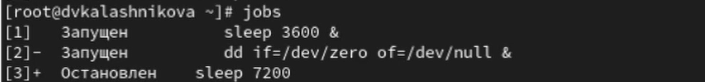 [root@dvkalashnikova ~]# jobs
[1]   Запущен          sleep 3600 &
[2]-  Запущен          dd if=/dev/zero of=/dev/null &
[3]+  Остановлен    sleep 7200